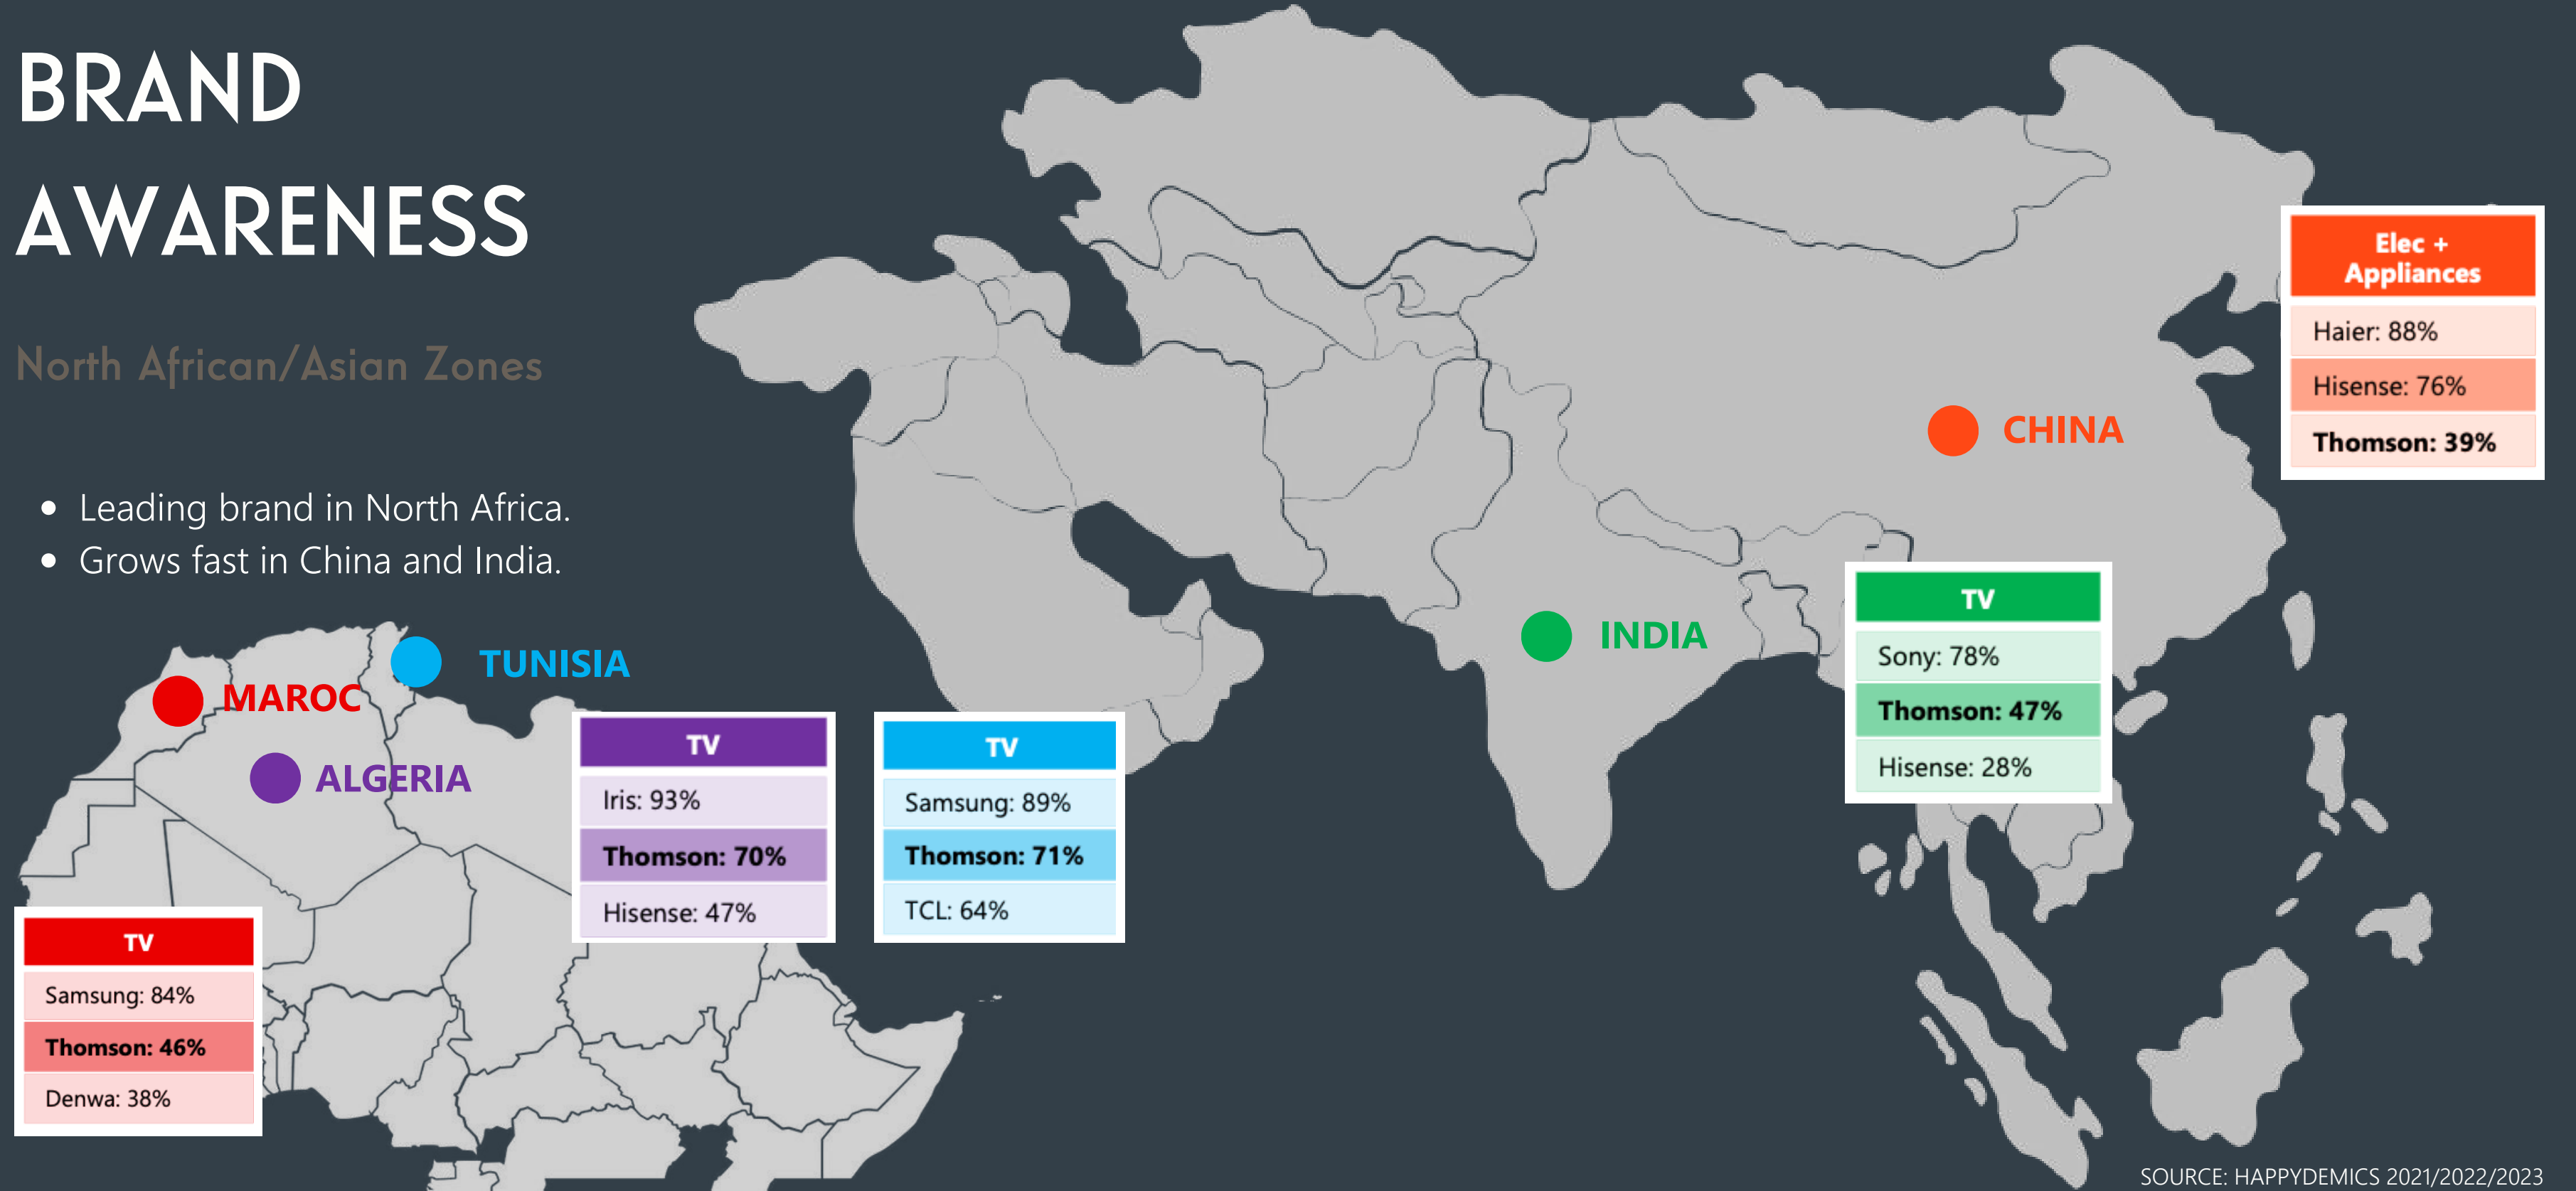 BRAND
AWARENESS
North African/Asian Zones
• Leading brand in North Africa.
• Grows fast in China and India.
TUNISIA
MAROC
ALGERIA
CHINA
INDIA
Elec +
Appliances
Haier: 88%
Hisense: 76%
Thomson: 39%
TV
Sony: 78%
Thomson: 47%
Hisense: 28%
TV
Iris: 93%
Thomson: 70%
Hisense: 47%
TV
Samsung: 89%
Thomson: 71%
TCL: 64%
TV
Samsung: 84%
Thomson: 46%
Denwa: 38%
SOURCE: HAPPYDEMICS 2021/2022/2023